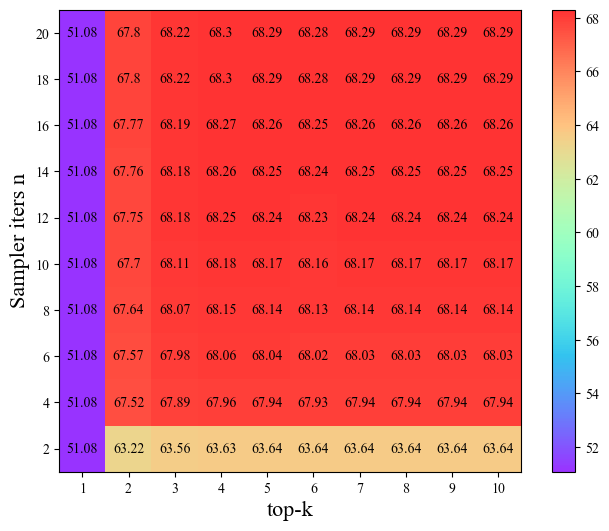 20 51.08 67.8 68.22 68.3 68.29 68.28 68.29 68.29 68.29 68.29
18 51.08 67.8 68.22 68.3 68.29 68.28 68.29 68.29 68.29 68.29
16 51.08 67.77 68.19 68.27 68.26 68.25 68.26 68.26 68.26 68.26
14 51.08 67.76 68.18 68.26 68.25 68.24 68.25 68.25 68.25 68.25
12 51.08 67.75 68.18 68.25 68.24 68.23 68.24 68.24 68.24 68.24
10 51.08 67.7 68.11 68.18 68.17 68.16 68.17 68.17 68.17 68.17
8 51.08 67.64 68.07 68.15 68.14 68.13 68.14 68.14 68.14 68.14
6 51.08 67.57 67.98 68.06 68.04 68.02 68.03 68.03 68.03 68.03
4 51.08 67.52 67.89 67.96 67.94 67.93 67.94 67.94 67.94 67.94
2 51.08 63.22 63.56 63.63 63.64 63.64 63.64 63.64 63.64 63.64
1 2 3 4 5 6 7 8 9 10
top-k
Sampler iters n
68
66
64
62
60
58
56
54
52